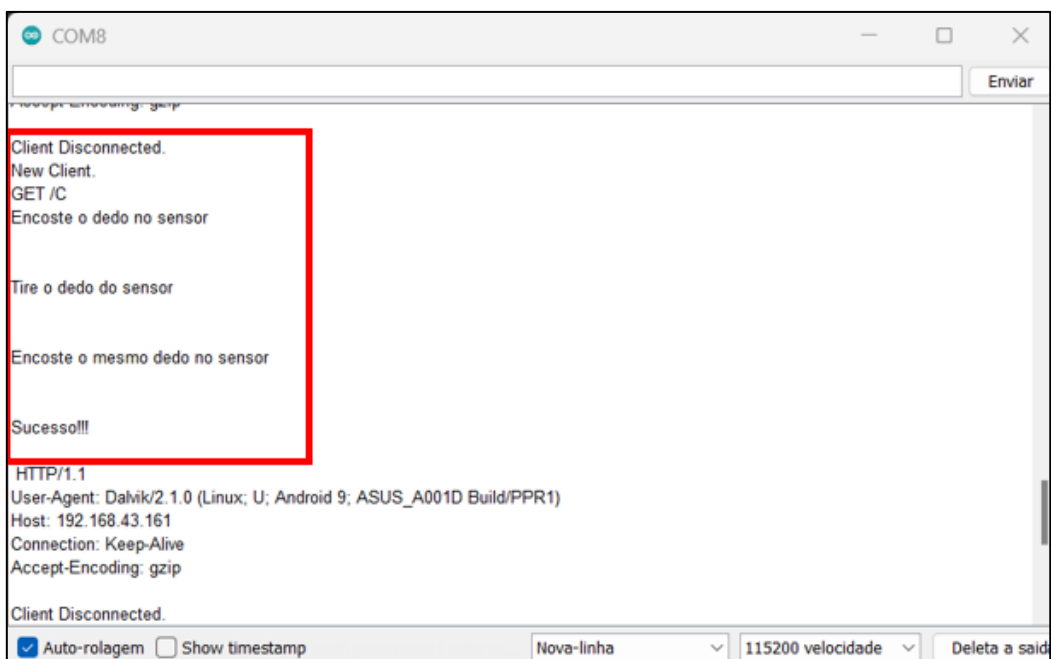 COM8
Enviar
Accept-Encoding: gzip
Client Disconnected.
New Client.
GET /C
Encoste o dedo no sensor
Tire o dedo do sensor
Encoste o mesmo dedo no sensor
Sucesso!!!
HTTP/1.1
User-Agent: Dalvik/2.1.0 (Linux; U; Android 9; ASUS_A001D Build/PPR1)
Host: 192.168.43.161
Connection: Keep-Alive
Accept-Encoding: gzip
Client Disconnected.
Auto-rolagem Show timestamp Nova-linha 115200 velocidade Deleta a said